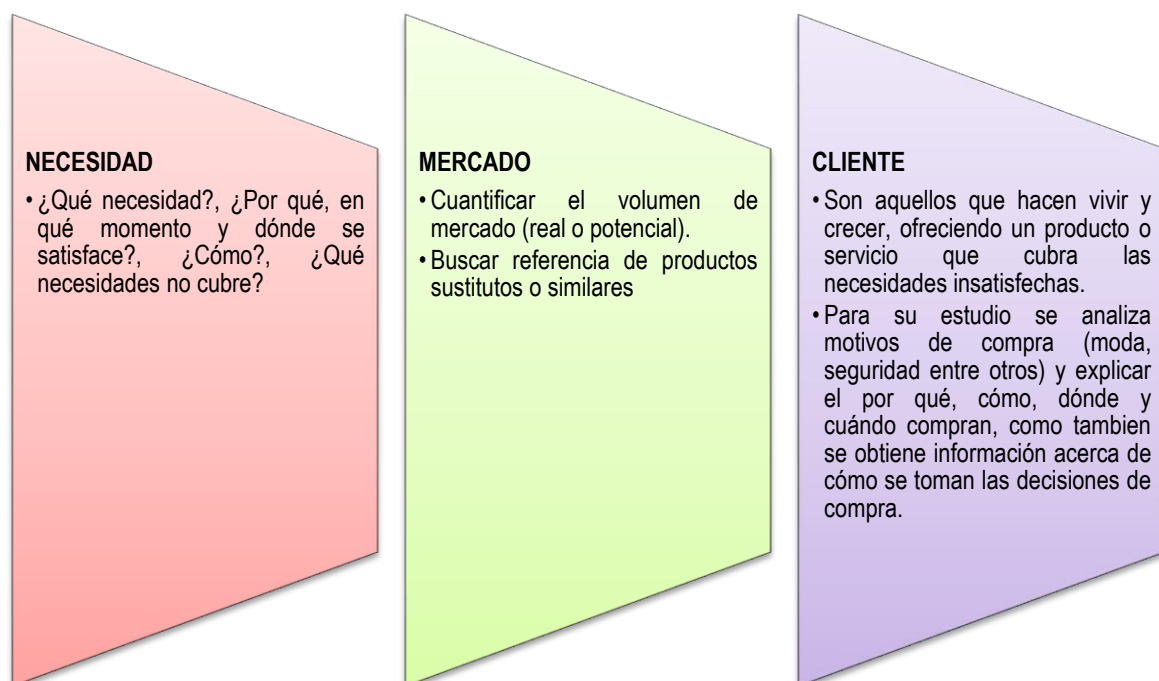 NECESIDAD
• ¿Qué necesidad?, ¿Por qué, en
qué momento y dónde se
satisface?, ¿Cómo?, ¿Qué
necesidades no cubre?
MERCADO
• Cuantificar el volumen de
mercado (real o potencial).
• Buscar referencia de productos
sustitutos o similares
CLIENTE
• Son aquellos que hacen vivir y
crecer, ofreciendo un producto o
servicio que cubra las
necesidades insatisfechas.
• Para su estudio se analiza
motivos de compra (moda,
seguridad entre otros) y explicar
el por qué, cómo, dónde y
cuándo compran, como tambien
se obtiene información acerca de
cómo se toman las decisiones de
compra.